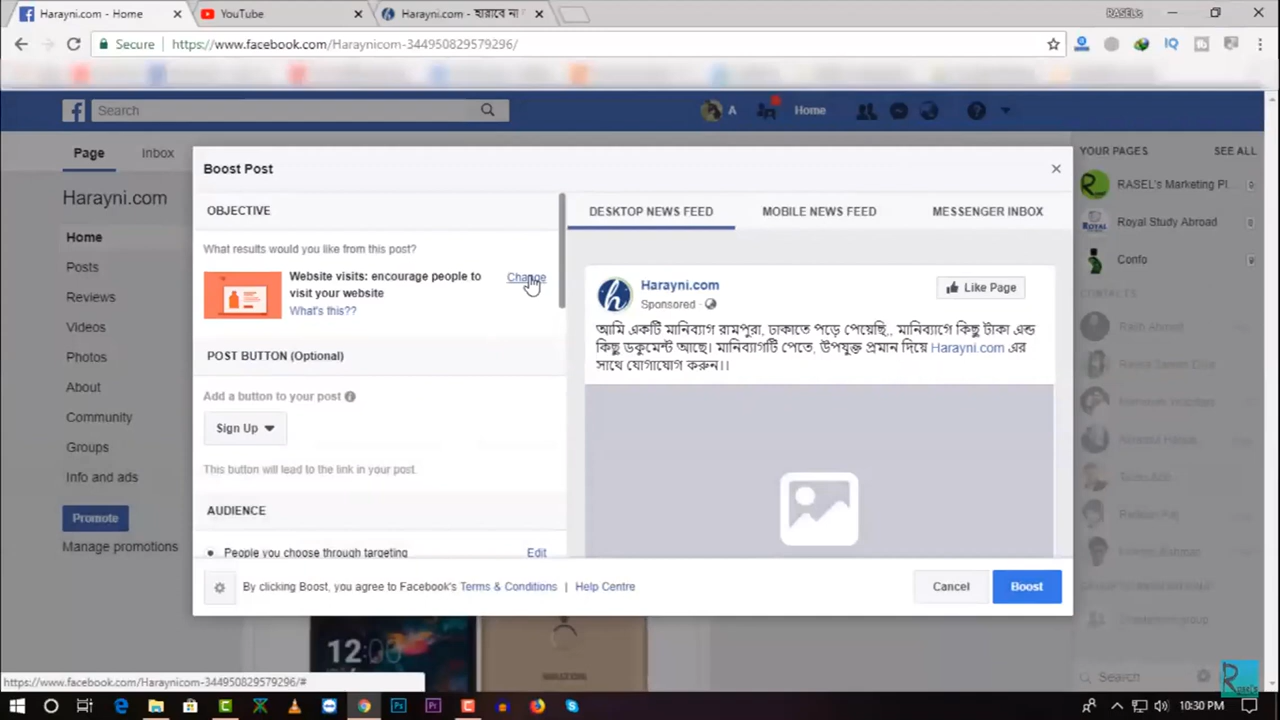 Harayni.com - Home
YouTube
Harayni.com - হারাবে না
RASEL's
Secure
https://www.facebook.com/Haraynicom-344950829579296/
IQ
Search
A
Home
Page
Inbox
Harayni.com
Home
Posts
Reviews
Videos
Photos
About
Community
Groups
Info and ads
Promote
Manage promotions
Boost Post
OBJECTIVE
What results would you like from this post?
Website visits: encourage people to
visit your website
Change
What's this??
POST BUTTON (Optional)
Add a button to your post
Sign Up
This button will lead to the link in your post.
AUDIENCE
People you choose through targeting
Edit
DESKTOP NEWS FEED
MOBILE NEWS FEED
MESSENGER INBOX
Harayni.com
Sponsored
Like Page
আমি একটি মানিব্যাগ রামপুরা, ঢাকাতে পড়ে পেয়েছি,, মানিব্যাগে কিছু টাকা এন্ড
কিছু ডকুমেন্ট আছে। মানিব্যাগটি পেতে, উপযুক্ত প্রমান দিয়ে Harayni.com এর
সাথে যোগাযোগ করুন।।
By clicking Boost, you agree to Facebook's Terms & Conditions | Help Centre
Cancel
Boost
YOUR PAGES
SEE ALL
RASEL's Marketing Pl...
Royal Study Abroad
Confo
CONTACTS
Search
12:00
https://www.facebook.com/Haraynicom-344950829579296/#
10:30 PM